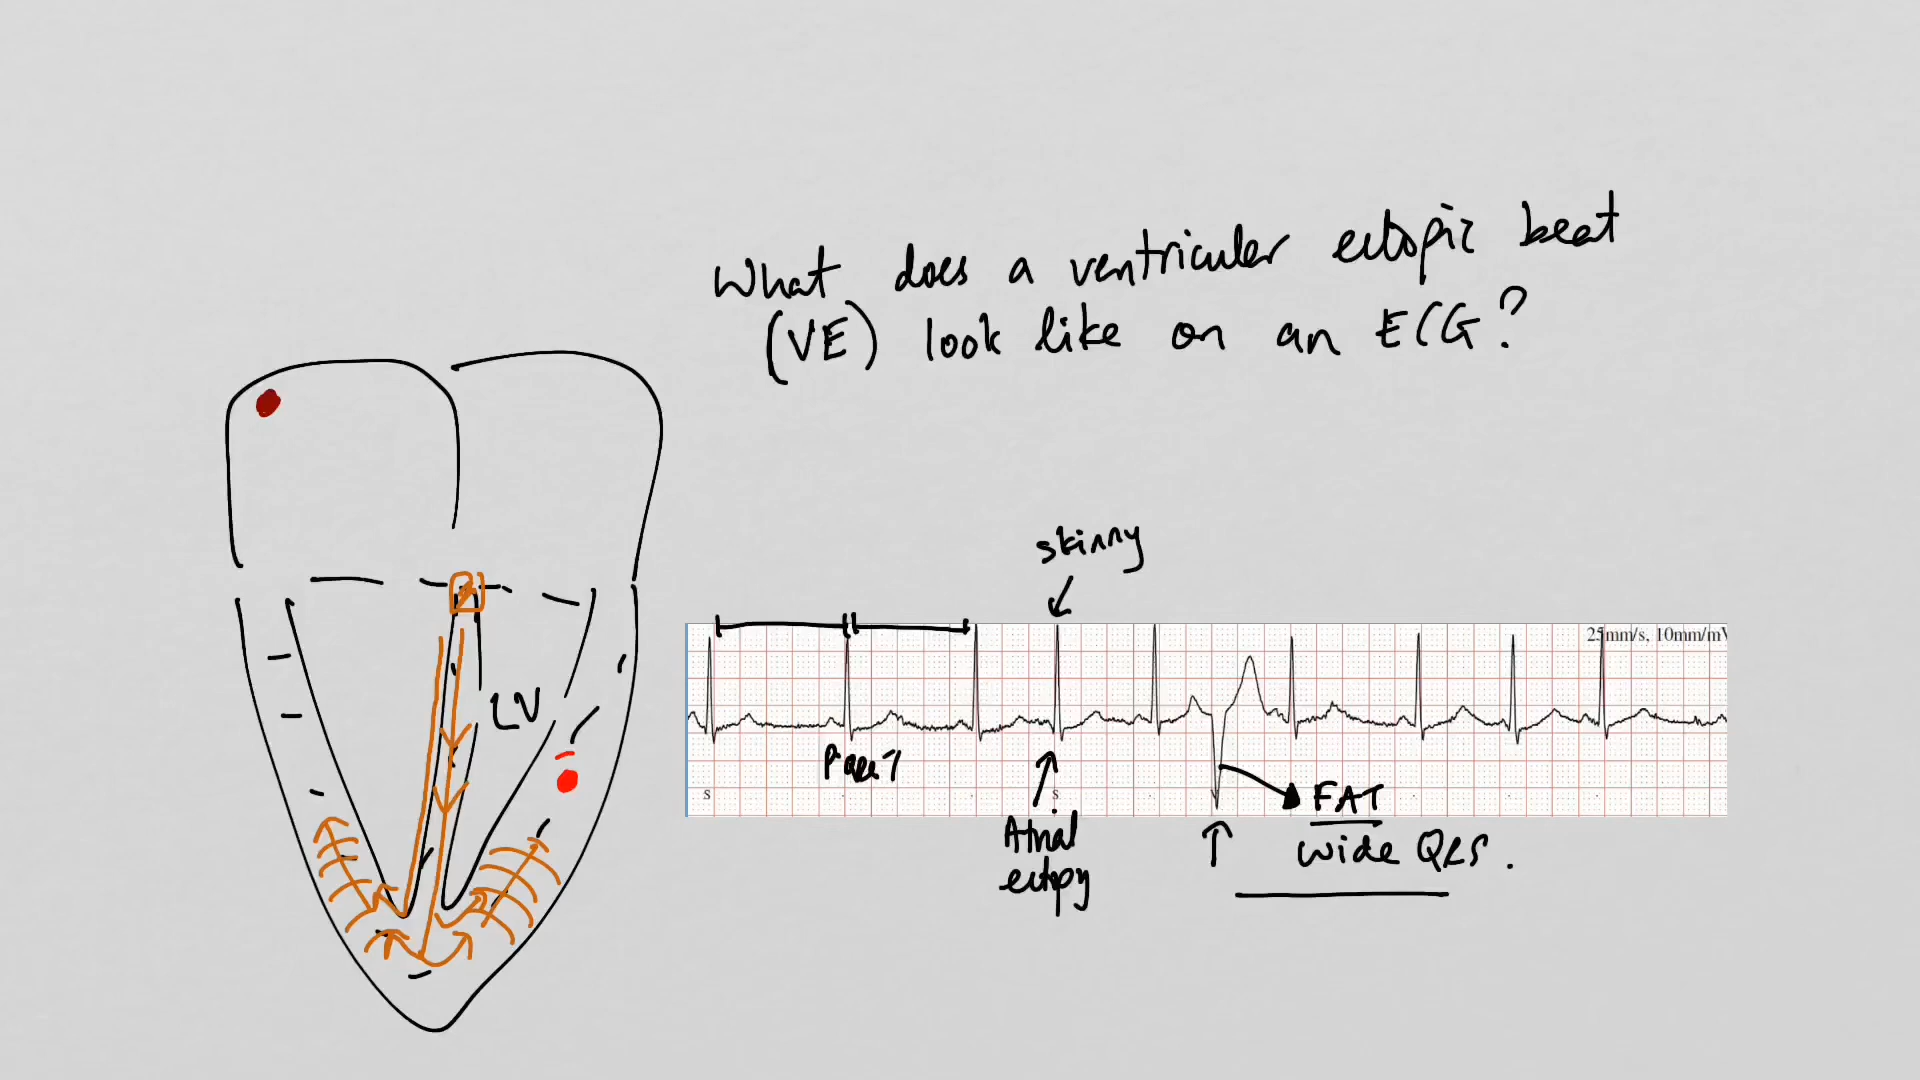 What does a ventricular ectopic beat
(VE) look like on an ECG?
skinny
25mm/s, 10mm/mV
LV
s
s
FAT
Atrial
ectopy
wide QRS.